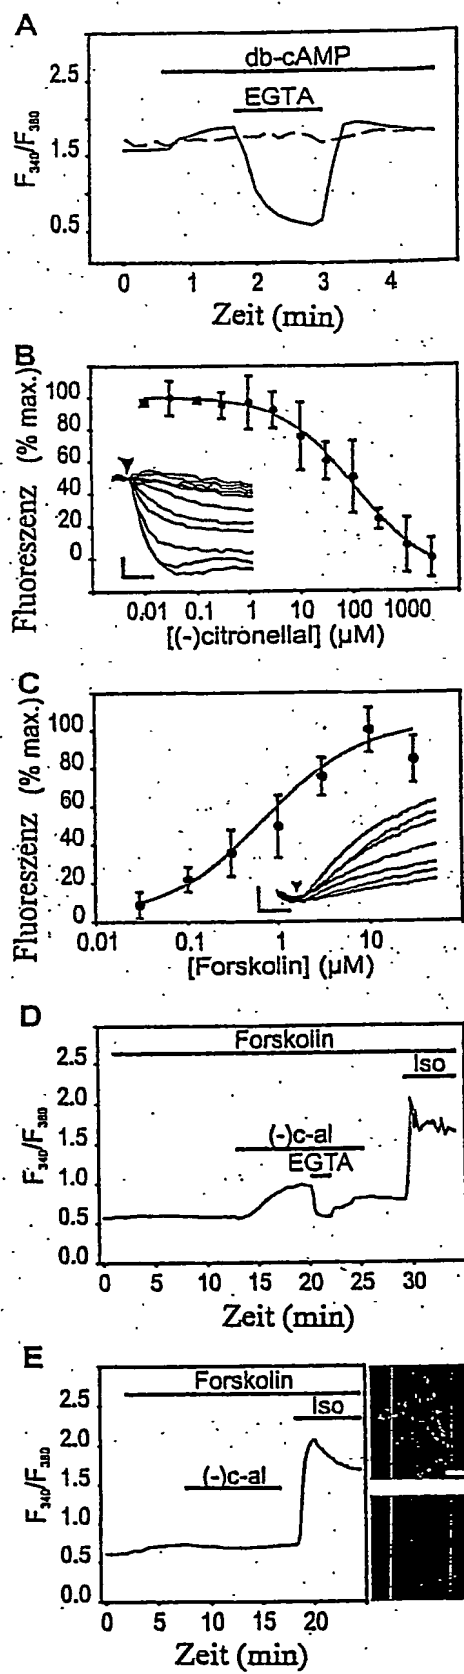 A
db-cAMP
EGTA
F340/F380
2.5
1.5
0.5
0 1 2 3 4
Zeit (min)
B
Fluoreszenz (% max.)
100
80
60
40
20
0
0.01 0.1 1 10 100 1000
[(-)citronellal] (µM)
C
Fluoreszenz (% max.)
100
80
60
40
20
0
0.01 0.1 1 10
[Forskolin] (µM)
D
Forskolin
Iso
(-)c-al
EGTA
F340/F380
2.5
2.0
1.5
1.0
0.5
0.0
0 5 10 15 20 25 30 35
Zeit (min)
E
Forskolin
Iso
(-)c-al
F340/F380
2.5
2.0
1.5
1.0
0.5
0.0
0 5 10 15 20
Zeit (min)